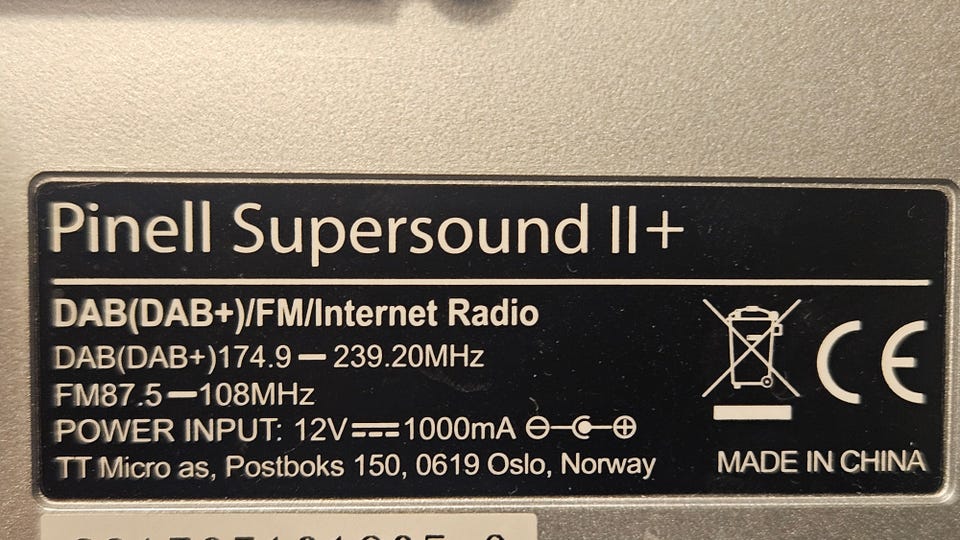 Pinell Supersound II+
DAB(DAB+)/FM/Internet Radio
DAB(DAB+)174.9 — 239.20MHz
FM87.5 — 108MHz
POWER INPUT: 12V⎓1000mA ⊖-C-⊕
TT Micro as, Postboks 150, 0619 Oslo, Norway
CE
MADE IN CHINA